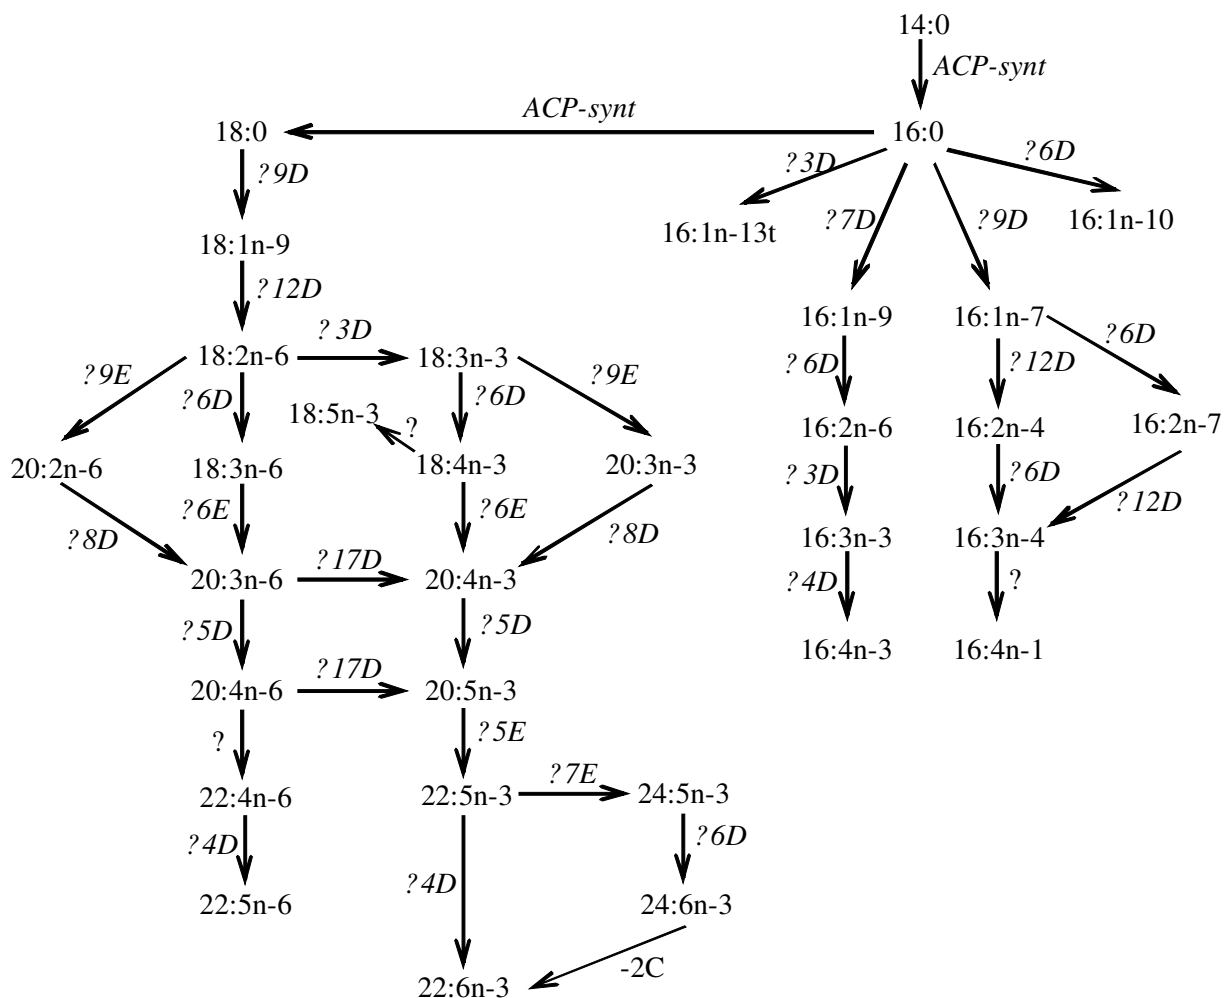 14:0
ACP-synt
ACP-synt
18:0
16:0
?3D
?6D
?9D
?7D
?9D
16:1n-13t
16:1n-10
18:1n-9
?12D
16:1n-9
16:1n-7
?3D
?6D
18:2n-6
18:3n-3
?9E
?6D
?6D
?9E
?6D
?12D
18:5n-3
?
16:2n-6
16:2n-4
16:2n-7
20:2n-6
18:3n-6
18:4n-3
20:3n-3
?3D
?6D
?12D
?8D
?6E
?6E
?8D
16:3n-3
16:3n-4
?17D
20:3n-6
20:4n-3
?4D
?
?5D
?5D
16:4n-3
16:4n-1
?17D
20:4n-6
20:5n-3
?
?5E
?7E
22:4n-6
22:5n-3
24:5n-3
?4D
?6D
?4D
22:5n-6
24:6n-3
-2C
22:6n-3